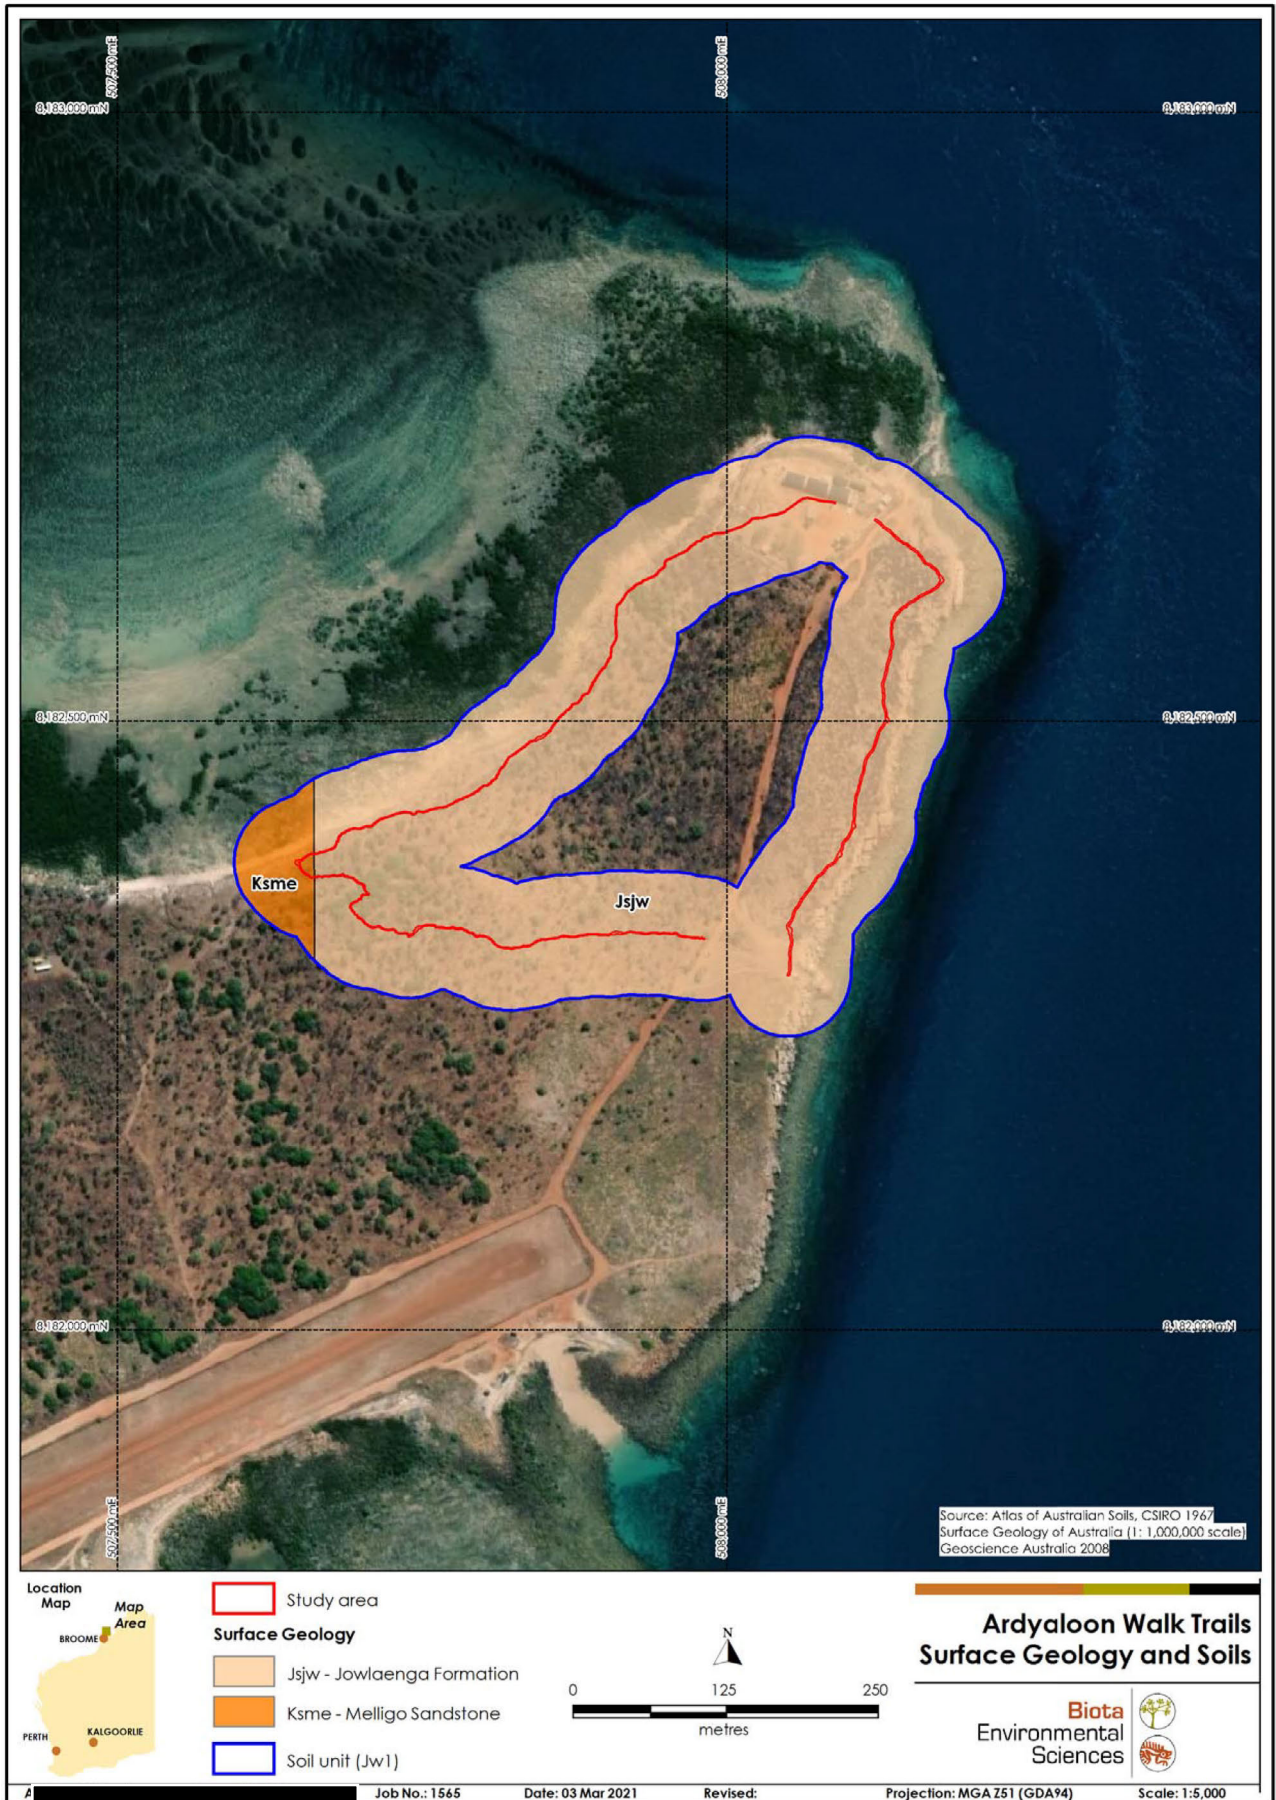 507,500 mE
508,000 mE
8,183,000 mN
8,183,000 mN
8,182,500 mN
8,182,500 mN
Ksme
Jsjw
8,182,000 mN
8,182,000 mN
507,500 mE
508,000 mE
Source: Atlas of Australian Soils, CSIRO 1967
Surface Geology of Australia (1: 1,000,000 scale)
Geoscience Australia 2008
Location
Map
Map
Area
BROOME
PERTH
KALGOORLIE
Study area
Surface Geology
Jsjw - Jowlaenga Formation
Ksme - Melligo Sandstone
Soil unit (Jw1)
N
0 125 250
metres
Ardyaloon Walk Trails
Surface Geology and Soils
Biota
Environmental
Sciences
Job No.: 1565 Date: 03 Mar 2021 Revised: Projection: MGA Z51 (GDA94) Scale: 1:5,000